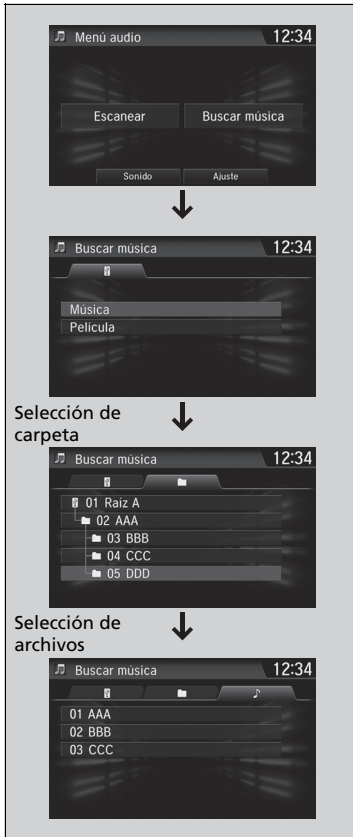 Menú audio 12:34
Escanear Buscar música
Sonido Ajuste
Buscar música 12:34
Música
Película
Selección de
carpeta
Buscar música 12:34
01 Raíz A
02 AAA
03 BBB
04 CCC
05 DDD
Selección de
archivos
Buscar música 12:34
01 AAA
02 BBB
03 CCC